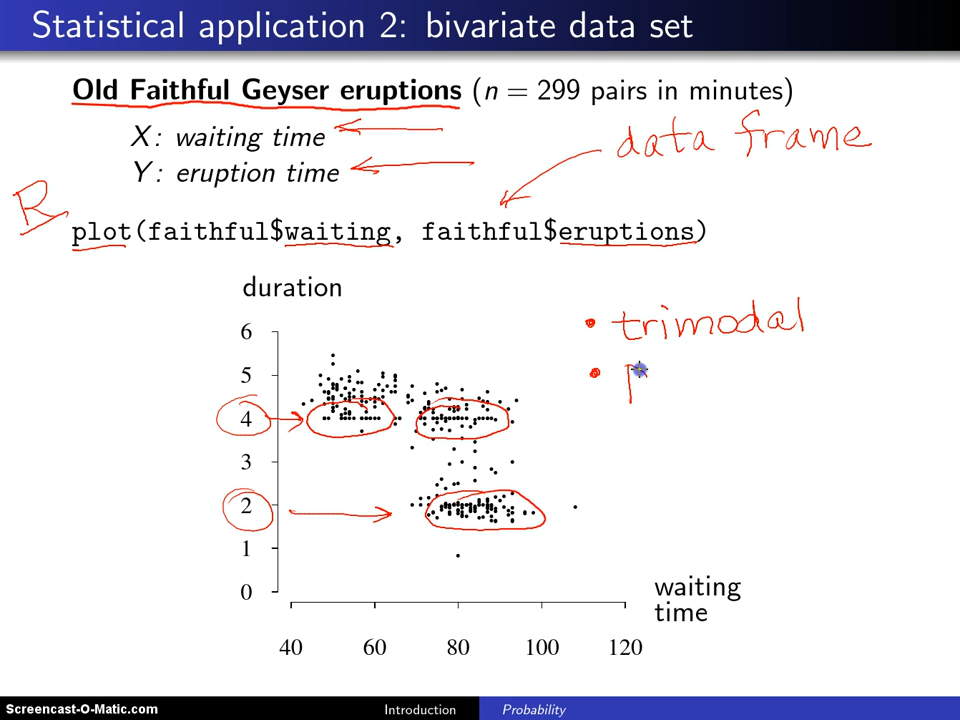 Statistical application 2: bivariate data set
Old Faithful Geyser eruptions (n = 299 pairs in minutes)
X: waiting time
data frame
Y: eruption time
R
plot(faithful$waiting, faithful$eruptions)
duration
• trimodal
6
5
4
3
2
1
0
waiting
time
40 60 80 100 120
Screencast-O-Matic.com Introduction Probability